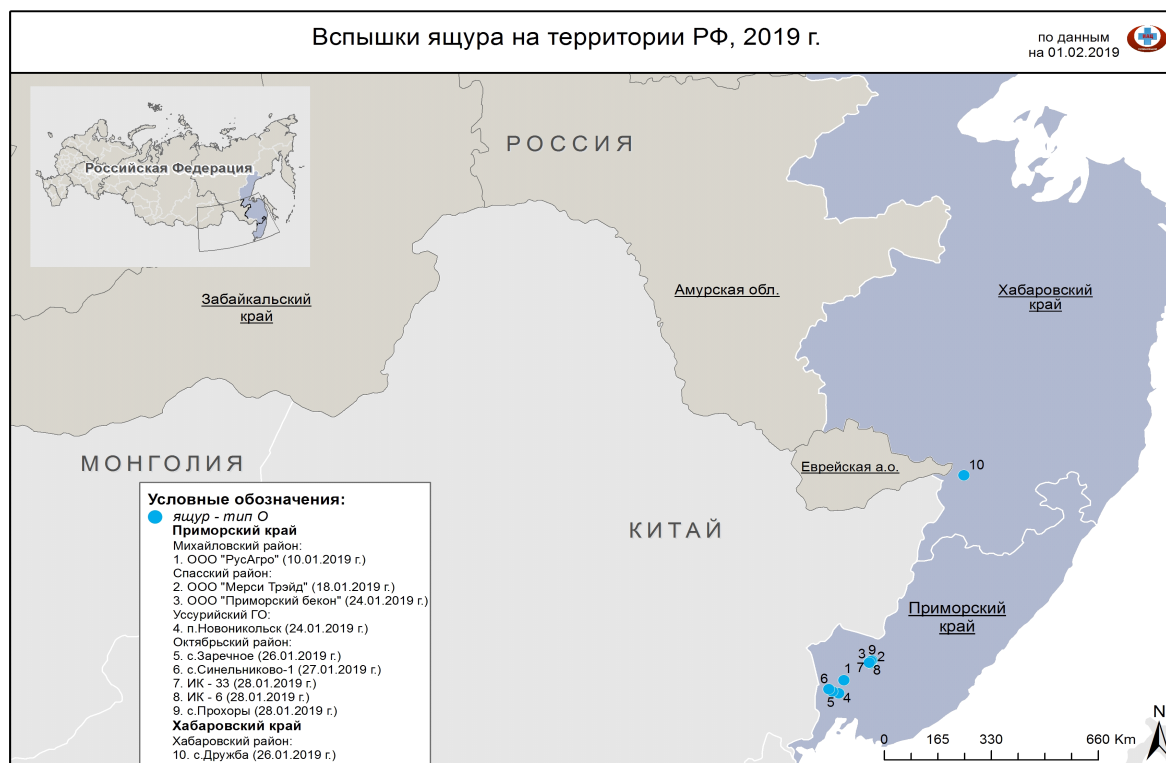 Вспышки ящура на территории РФ, 2019 г.
по данным
на 01.02.2019
Российская Федерация
РОССИЯ
Забайкальский
край
Амурская обл.
Хабаровский
край
МОНГОЛИЯ
Еврейская а.о.
10
КИТАЙ
Приморский
край
3
9
2
7
8
1
6
5
4
Условные обозначения:
ящур - тип О
Приморский край
Михайловский район:
1. ООО "РусАгро" (10.01.2019 г.)
Спасский район:
2. ООО "Мерси Трэйд" (18.01.2019 г.)
3. ООО "Приморский бекон" (24.01.2019 г.)
Уссурийский ГО:
4. п.Новоникольск (24.01.2019 г.)
Октябрьский район:
5. с.Заречное (26.01.2019 г.)
6. с.Синельниково-1 (27.01.2019 г.)
7. ИК - 33 (28.01.2019 г.)
8. ИК - 6 (28.01.2019 г.)
9. с.Прохоры (28.01.2019 г.)
Хабаровский край
Хабаровский район:
10. с.Дружба (26.01.2019 г.)
0 165 330 660 Km
N